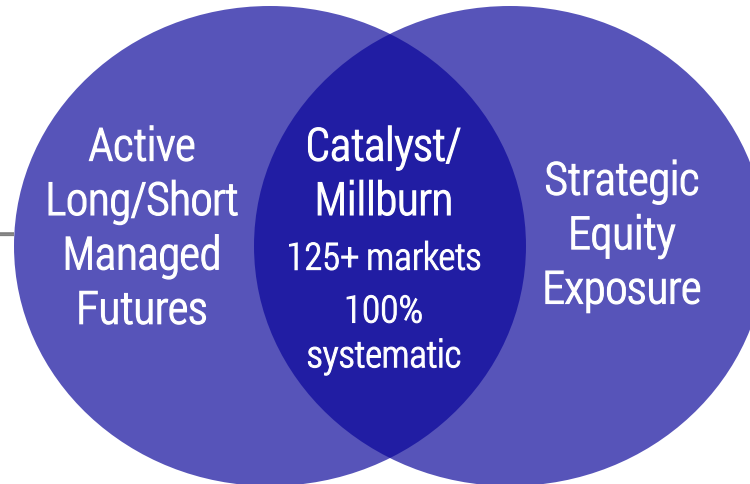 Active
Long/Short
Managed
Futures
Catalyst/
Millburn
125+ markets
100%
systematic
Strategic
Equity
Exposure